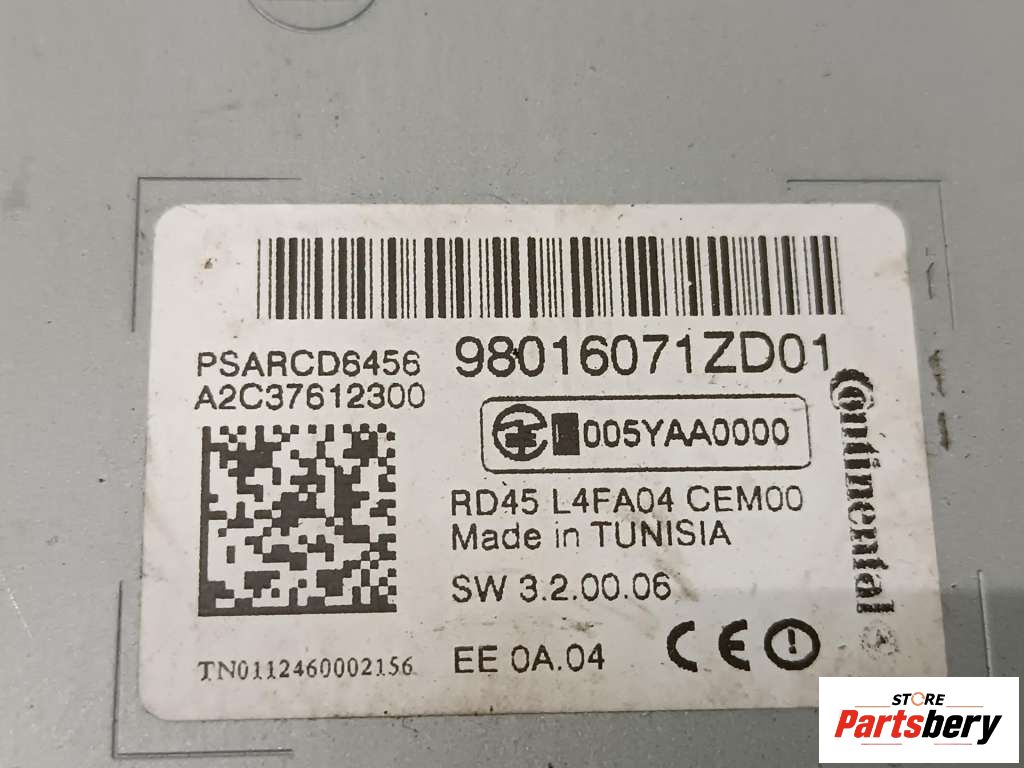 PSARCD6456
98016071ZD01
A2C37612300
005YAA0000
RD45 L4FA04 CEM00
Made in TUNISIA
SW 3.2.00.06
TN0112460002156
EE 0A.04
CE
Continental
STORE
Partsbery